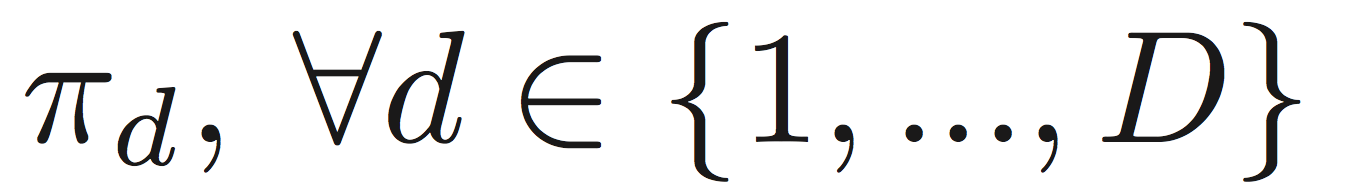 π_d, ∀d ∈ {1, ..., D}